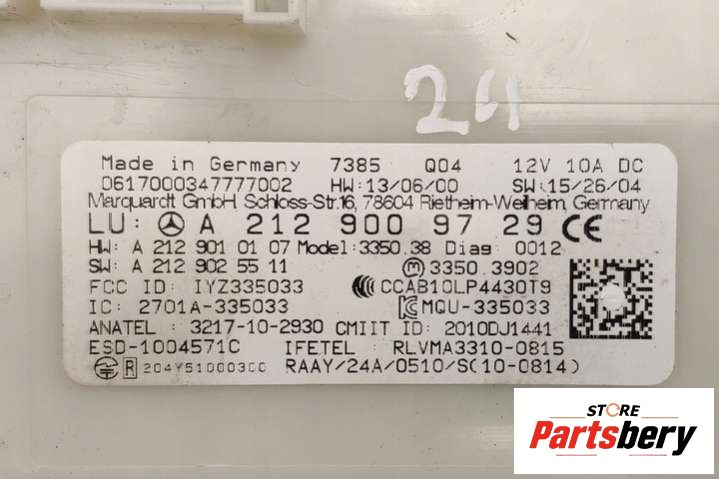 24
Made in Germany 7385 Q04 12V 10A DC
0617000347777002 HW:13/06/00 SW:15/26/04
Marquardt GmbH, Schloss-Str.16, 78604 Rietheim-Weilheim, Germany
LU: A 212 900 97 29 CE
HW: A 212 901 01 07 Model: 3350.38 Diag: 0012
SW: A 212 902 55 11 M 3350.3902
FCC ID: IYZ335033 CCAB10LP4430T9
IC: 2701A-335033 MQU-335033
ANATEL: 3217-10-2930 CMIIT ID: 2010DJ1441
ESD-1004571C IFETEL: RLVMA3310-0815
R 204Y510003CC RAAY/24A/0510/S(10-0814)
STORE
Partsbery